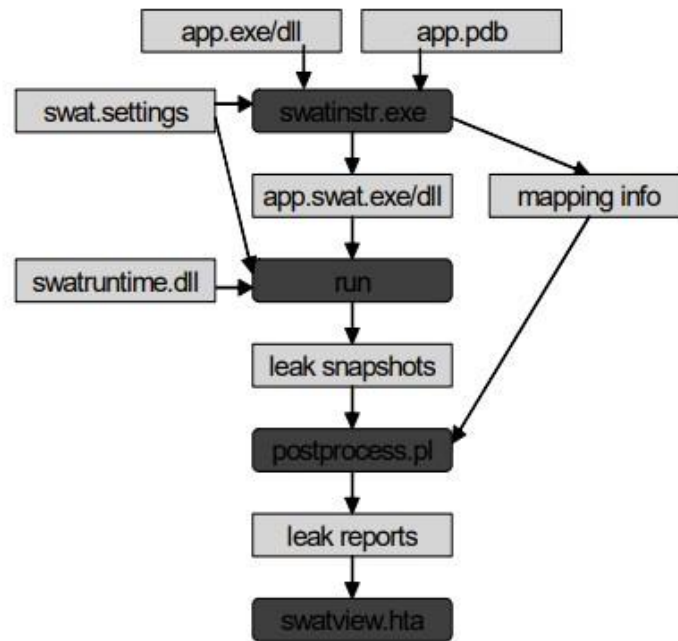 app.exe/dll
app.pdb
swat.settings
swatinstr.exe
app.swat.exe/dll
mapping info
swatruntime.dll
run
leak snapshots
postprocess.pl
leak reports
swatview.hta